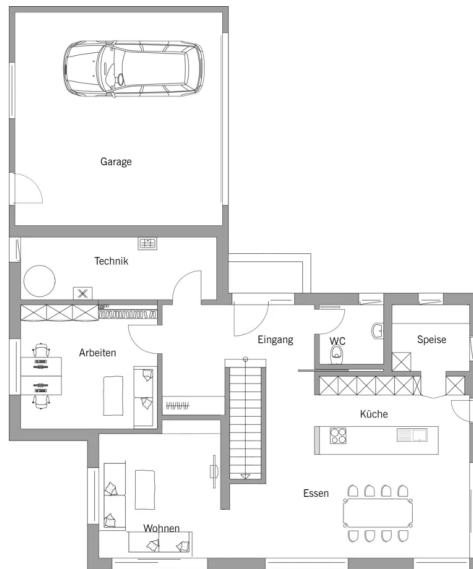 Garage
Technik
Arbeiten
Eingang
WC
Speise
Küche
Essen
Wohnen